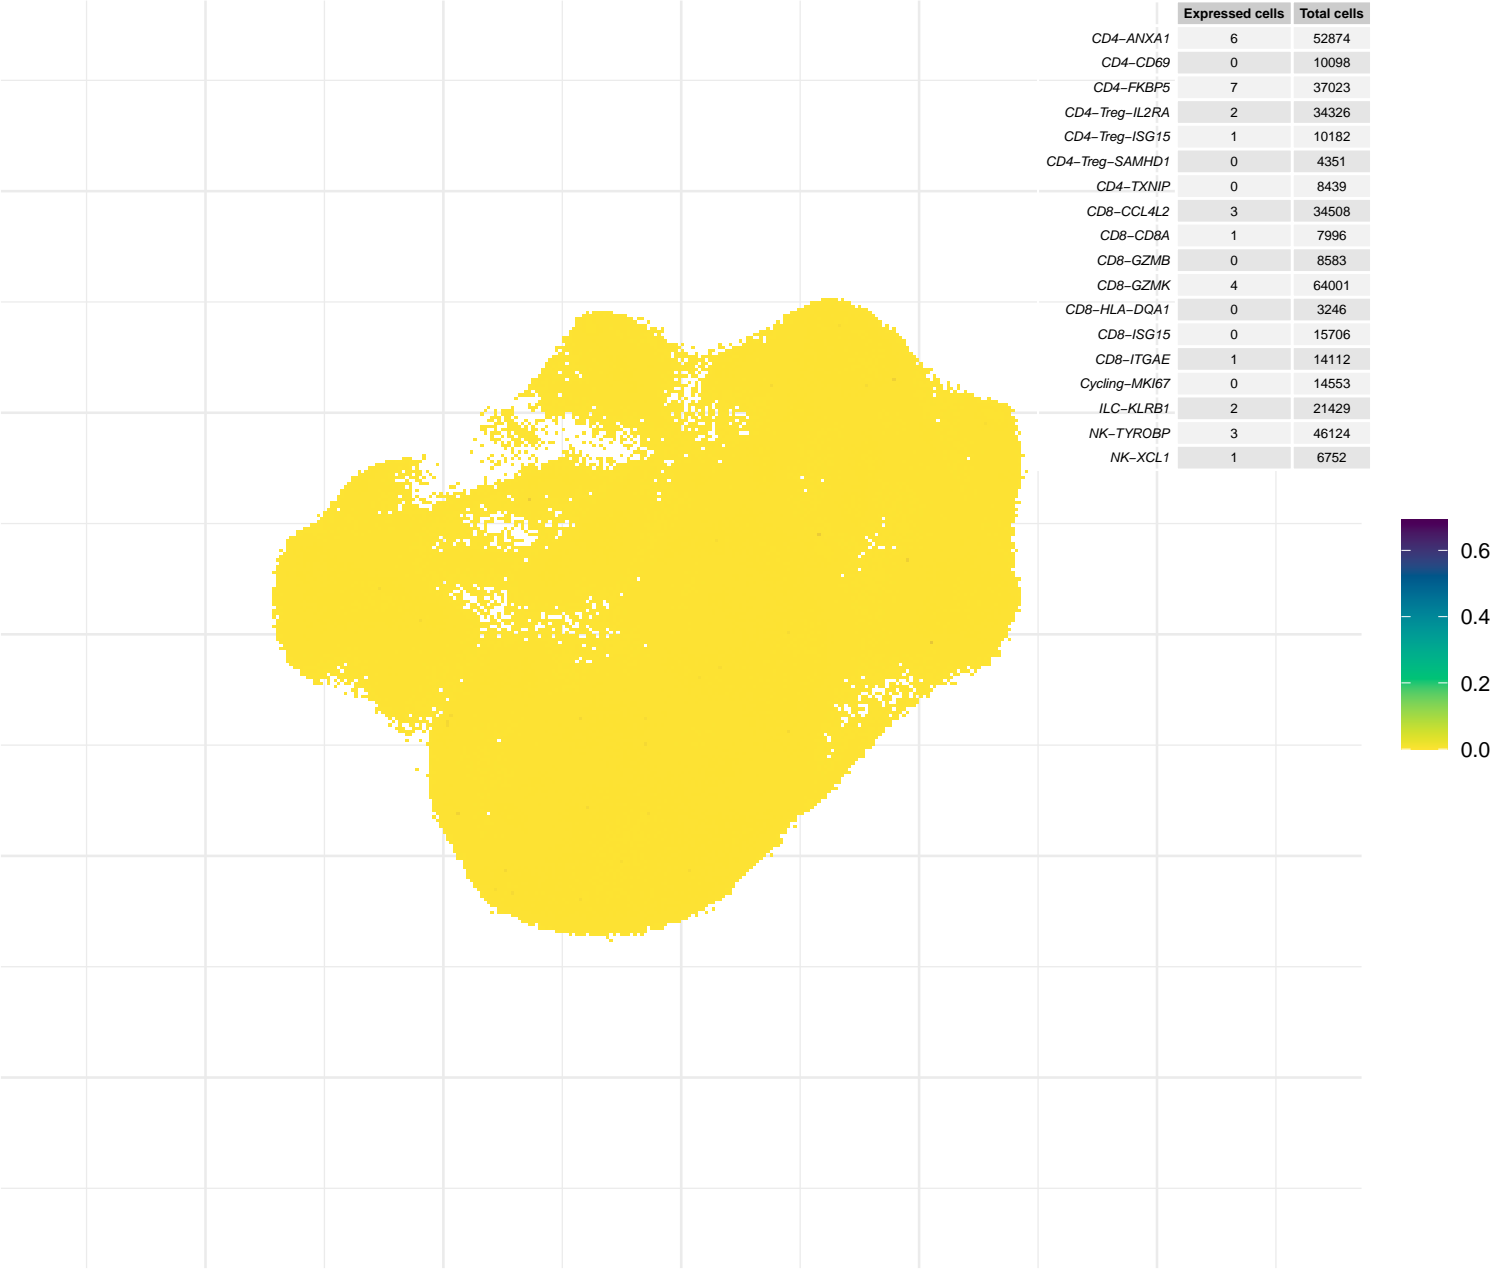 Expressed cells Total cells
CD4−ANXA1 6 52874
CD4−CD69 0 10098
CD4−FKBP5 7 37023
CD4−Treg−IL2RA 2 34326
CD4−Treg−ISG15 1 10182
CD4−Treg−SAMHD1 0 4351
CD4−TXNIP 0 8439
CD8−CCL4L2 3 34508
CD8−CD8A 1 7996
CD8−GZMB 0 8583
CD8−GZMK 4 64001
CD8−HLA−DQA1 0 3246
CD8−ISG15 0 15706
CD8−ITGAE 1 14112
Cycling−MKI67 0 14553
ILC−KLRB1 2 21429
NK−TYROBP 3 46124
NK−XCL1 1 6752
0.6
0.4
0.2
0.0